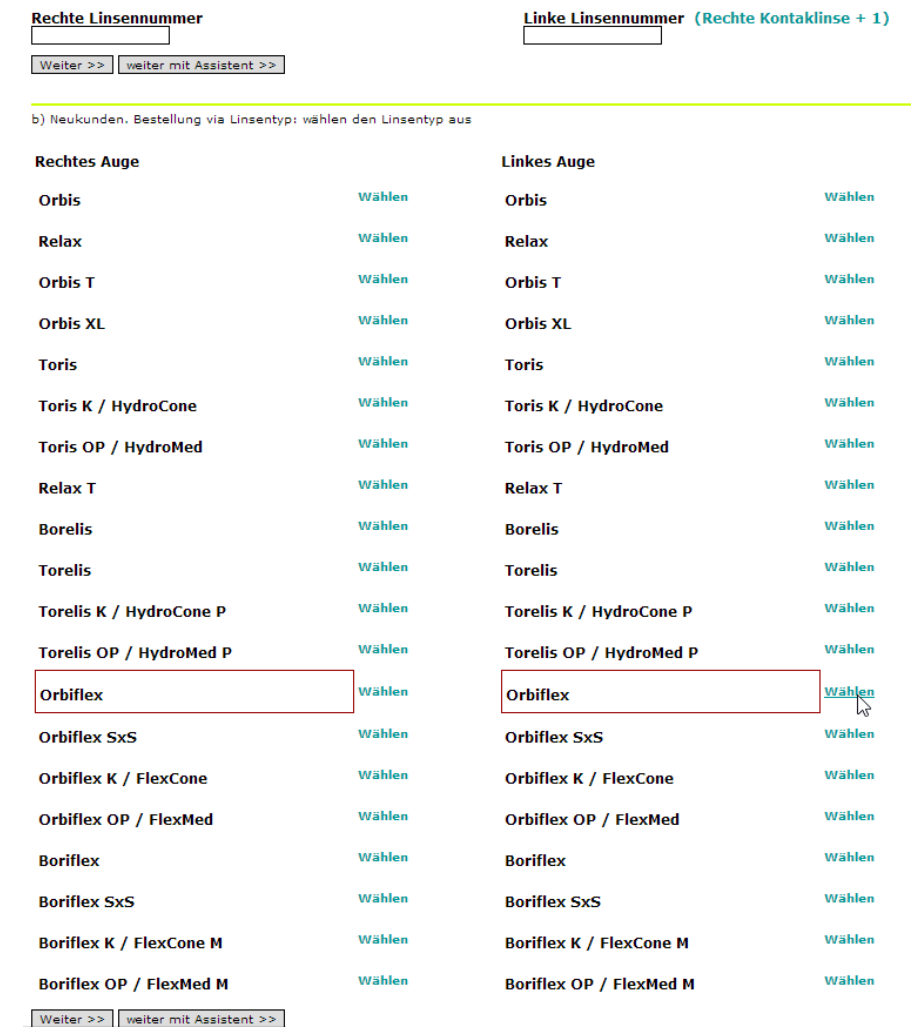 Rechte Linsennummer Linke Linsennummer (Rechte Kontaklinse + 1)
Weiter >> weiter mit Assistent >>
b) Neukunden. Bestellung via Linsentyp: wählen den Linsentyp aus
Rechtes Auge Linkes Auge
Orbis Wählen Orbis Wählen
Relax Wählen Relax Wählen
Orbis T Wählen Orbis T Wählen
Orbis XL Wählen Orbis XL Wählen
Toris Wählen Toris Wählen
Toris K / HydroCone Wählen Toris K / HydroCone Wählen
Toris OP / HydroMed Wählen Toris OP / HydroMed Wählen
Relax T Wählen Relax T Wählen
Borelis Wählen Borelis Wählen
Torelis Wählen Torelis Wählen
Torelis K / HydroCone P Wählen Torelis K / HydroCone P Wählen
Torelis OP / HydroMed P Wählen Torelis OP / HydroMed P Wählen
Orbiflex Wählen Orbiflex Wählen
Orbiflex SxS Wählen Orbiflex SxS Wählen
Orbiflex K / FlexCone Wählen Orbiflex K / FlexCone Wählen
Orbiflex OP / FlexMed Wählen Orbiflex OP / FlexMed Wählen
Boriflex Wählen Boriflex Wählen
Boriflex SxS Wählen Boriflex SxS Wählen
Boriflex K / FlexCone M Wählen Boriflex K / FlexCone M Wählen
Boriflex OP / FlexMed M Wählen Boriflex OP / FlexMed M Wählen
Weiter >> weiter mit Assistent >>